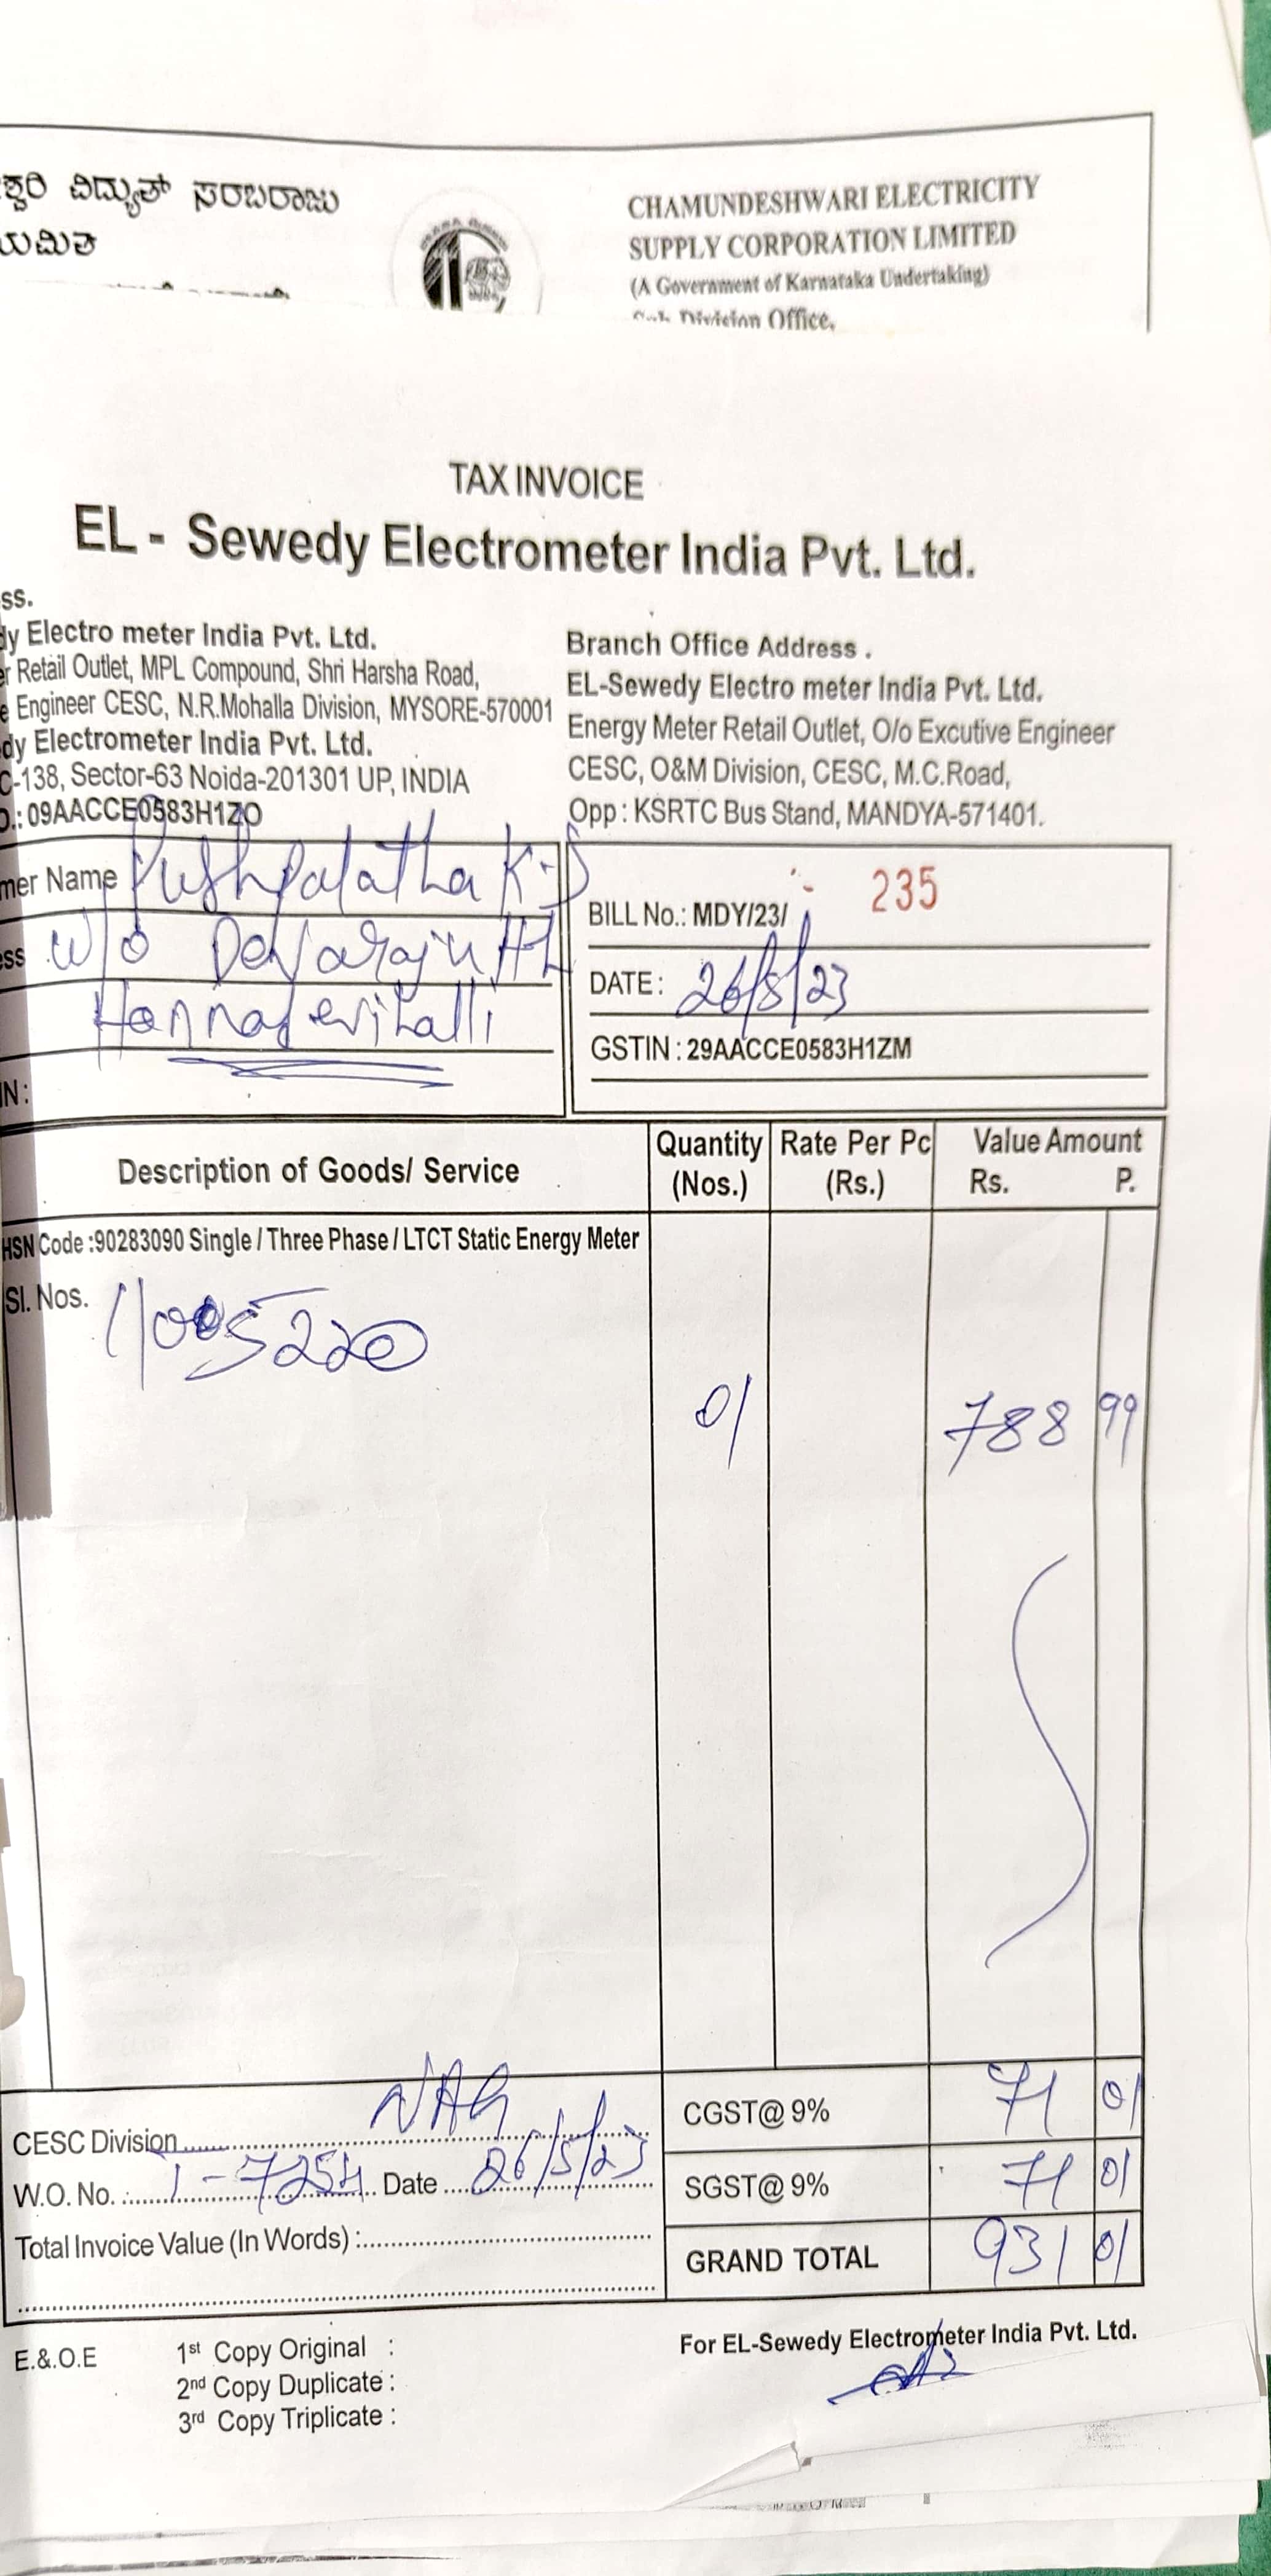 ಶ್ವರಿ ವಿದ್ಯುತ್ ಸರಬರಾಜು
ಯಮಿತ
CHAMUNDESHWARI ELECTRICITY
SUPPLY CORPORATION LIMITED
(A Government of Karnataka Undertaking)
Division Office,
TAX INVOICE
EL - Sewedy Electrometer India Pvt. Ltd.
ss.
dy Electro meter India Pvt. Ltd.
r Retail Outlet, MPL Compound, Shri Harsha Road,
e Engineer CESC, N.R.Mohalla Division, MYSORE-570001
dy Electrometer India Pvt. Ltd.
C-138, Sector-63 Noida-201301 UP, INDIA
O.: 09AACCE0583H1ZO
Branch Office Address .
EL-Sewedy Electro meter India Pvt. Ltd.
Energy Meter Retail Outlet, O/o Excutive Engineer
CESC, O&M Division, CESC, M.C.Road,
Opp : KSRTC Bus Stand, MANDYA-571401.
mer Name Pushpalatha K.S
ess w/o Devaraju H L
Hannadevihalli
IN :
BILL No.: MDY/23/ 235
DATE : 26/5/23
GSTIN : 29AACCE0583H1ZM
Description of Goods/ Service Quantity (Nos.) Rate Per Pc (Rs.) Value Amount Rs. P.
HSN Code :90283090 Single / Three Phase / LTCT Static Energy Meter
Sl. Nos. 11005220
01 788 99
CESC Division NAG
W.O. No. : 1-7254 Date 26/5/23
Total Invoice Value (In Words) :
CGST@ 9% 71 01
SGST@ 9% 71 01
GRAND TOTAL 931 01
E.&.O.E
1st Copy Original :
2nd Copy Duplicate :
3rd Copy Triplicate :
For EL-Sewedy Electrometer India Pvt. Ltd.